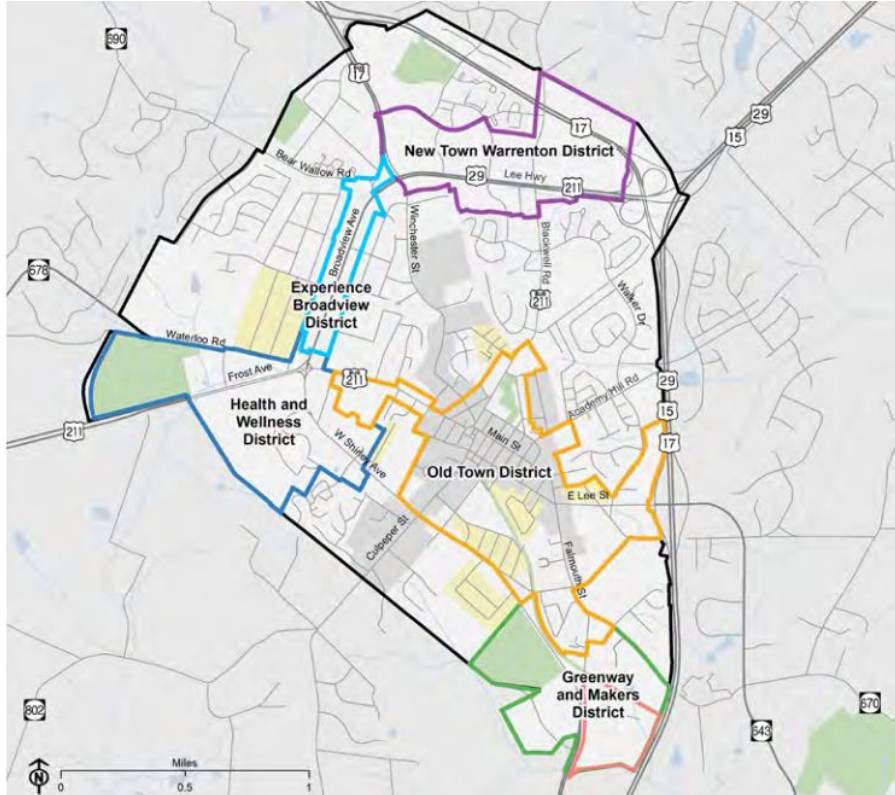 690
BUS
17
17
29
15
New Town Warrenton District
Bear Wallow Rd
29
Lee Hwy
211
Broadview Ave
Winchester St
Blackwell Rd
678
Experience
Broadview
District
BUS
211
Walker Dr
Waterloo Rd
Frost Ave
BUS
211
29
15
17
Academy Hill Rd
211
Health and
Wellness
District
W Shirley Ave
Main St
Old Town District
E Lee St
Culpeper St
Falmouth St
Greenway
and Makers
District
802
670
643
N
Miles
0
0.5
1